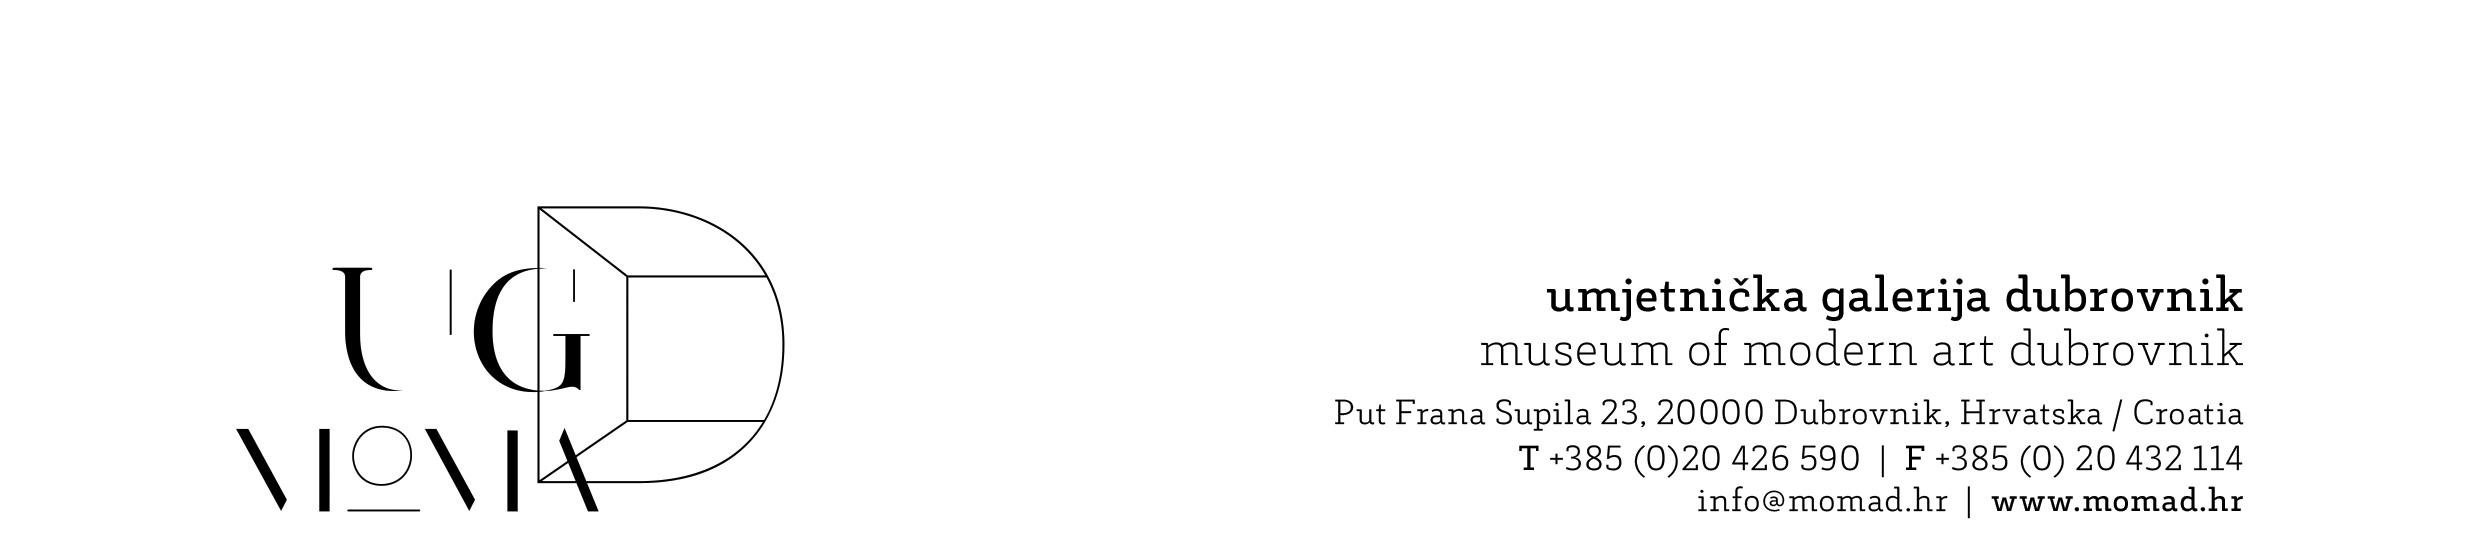 UGD
MOMA
umjetnička galerija dubrovnik
museum of modern art dubrovnik
Put Frana Supila 23, 20000 Dubrovnik, Hrvatska / Croatia
T +385 (0)20 426 590 | F +385 (0) 20 432 114
info@momad.hr | www.momad.hr